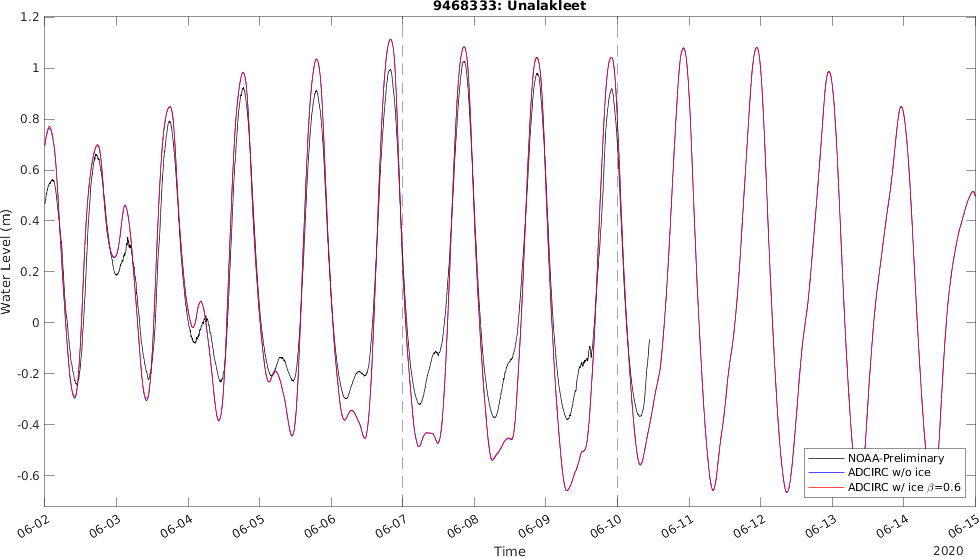 9468333: Unalakleet
1.2
1
0.8
0.6
0.4
0.2
0
-0.2
-0.4
-0.6
Water Level (m)
NOAA-Preliminary
ADCIRC w/o ice
ADCIRC w/ ice β=0.6
06-02 06-03 06-04 06-05 06-06 06-07 06-08 06-09 06-10 06-11 06-12 06-13 06-14 06-15
Time
2020